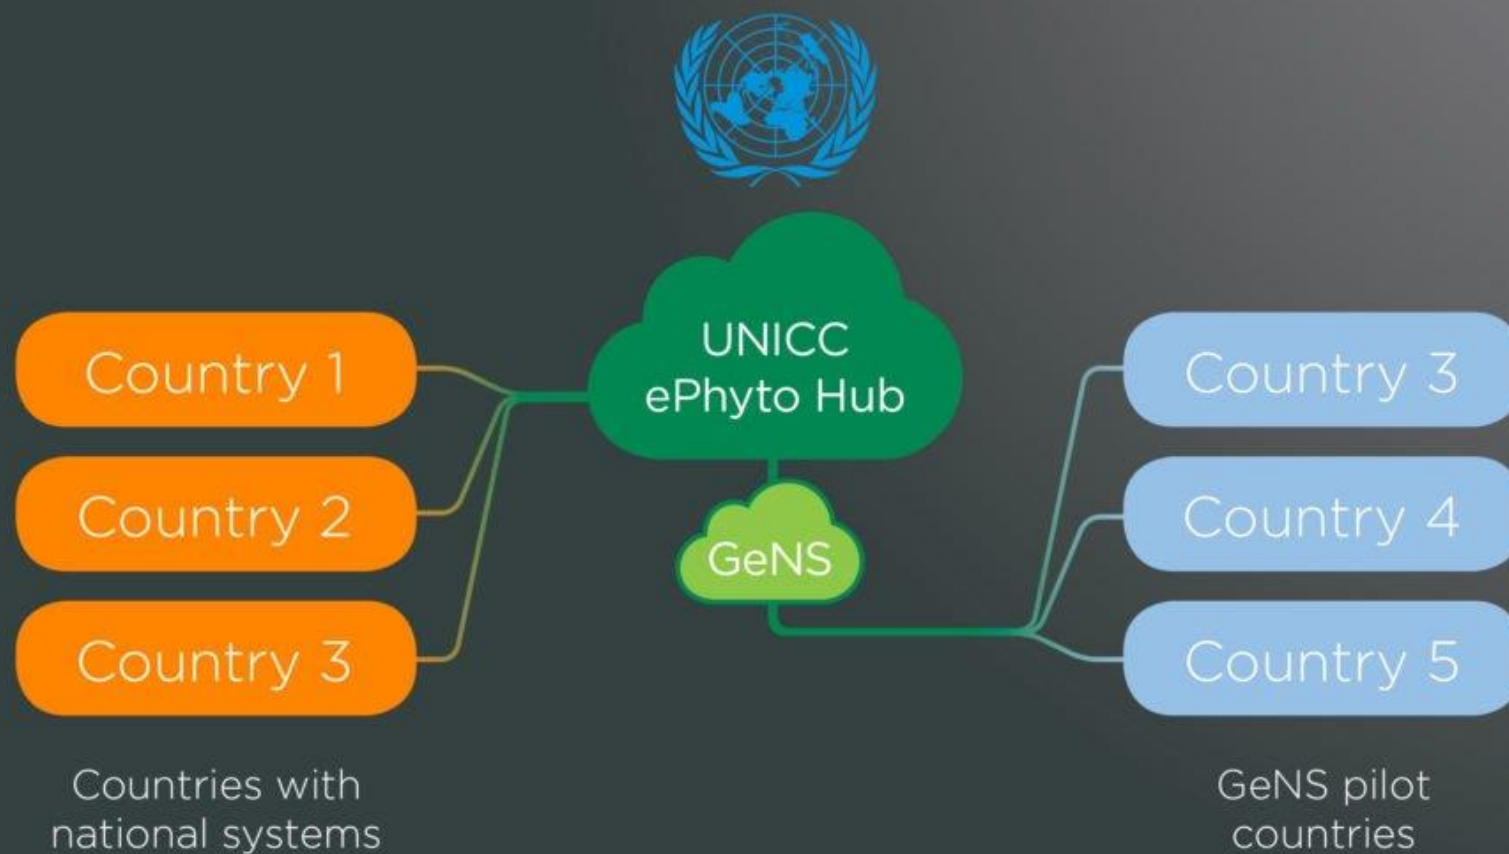 UNICC
ePhyto Hub
GeNS
Country 1
Country 2
Country 3
Countries with
national systems
Country 3
Country 4
Country 5
GeNS pilot
countries